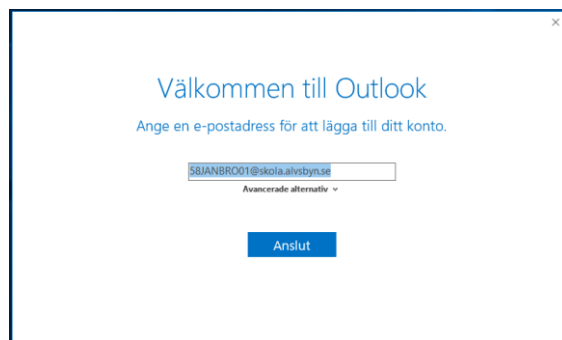 Välkommen till Outlook
Ange en e-postadress för att lägga till ditt konto.
58JANBRO01@skola.alvsbyn.se
Avancerade alternativ
Anslut